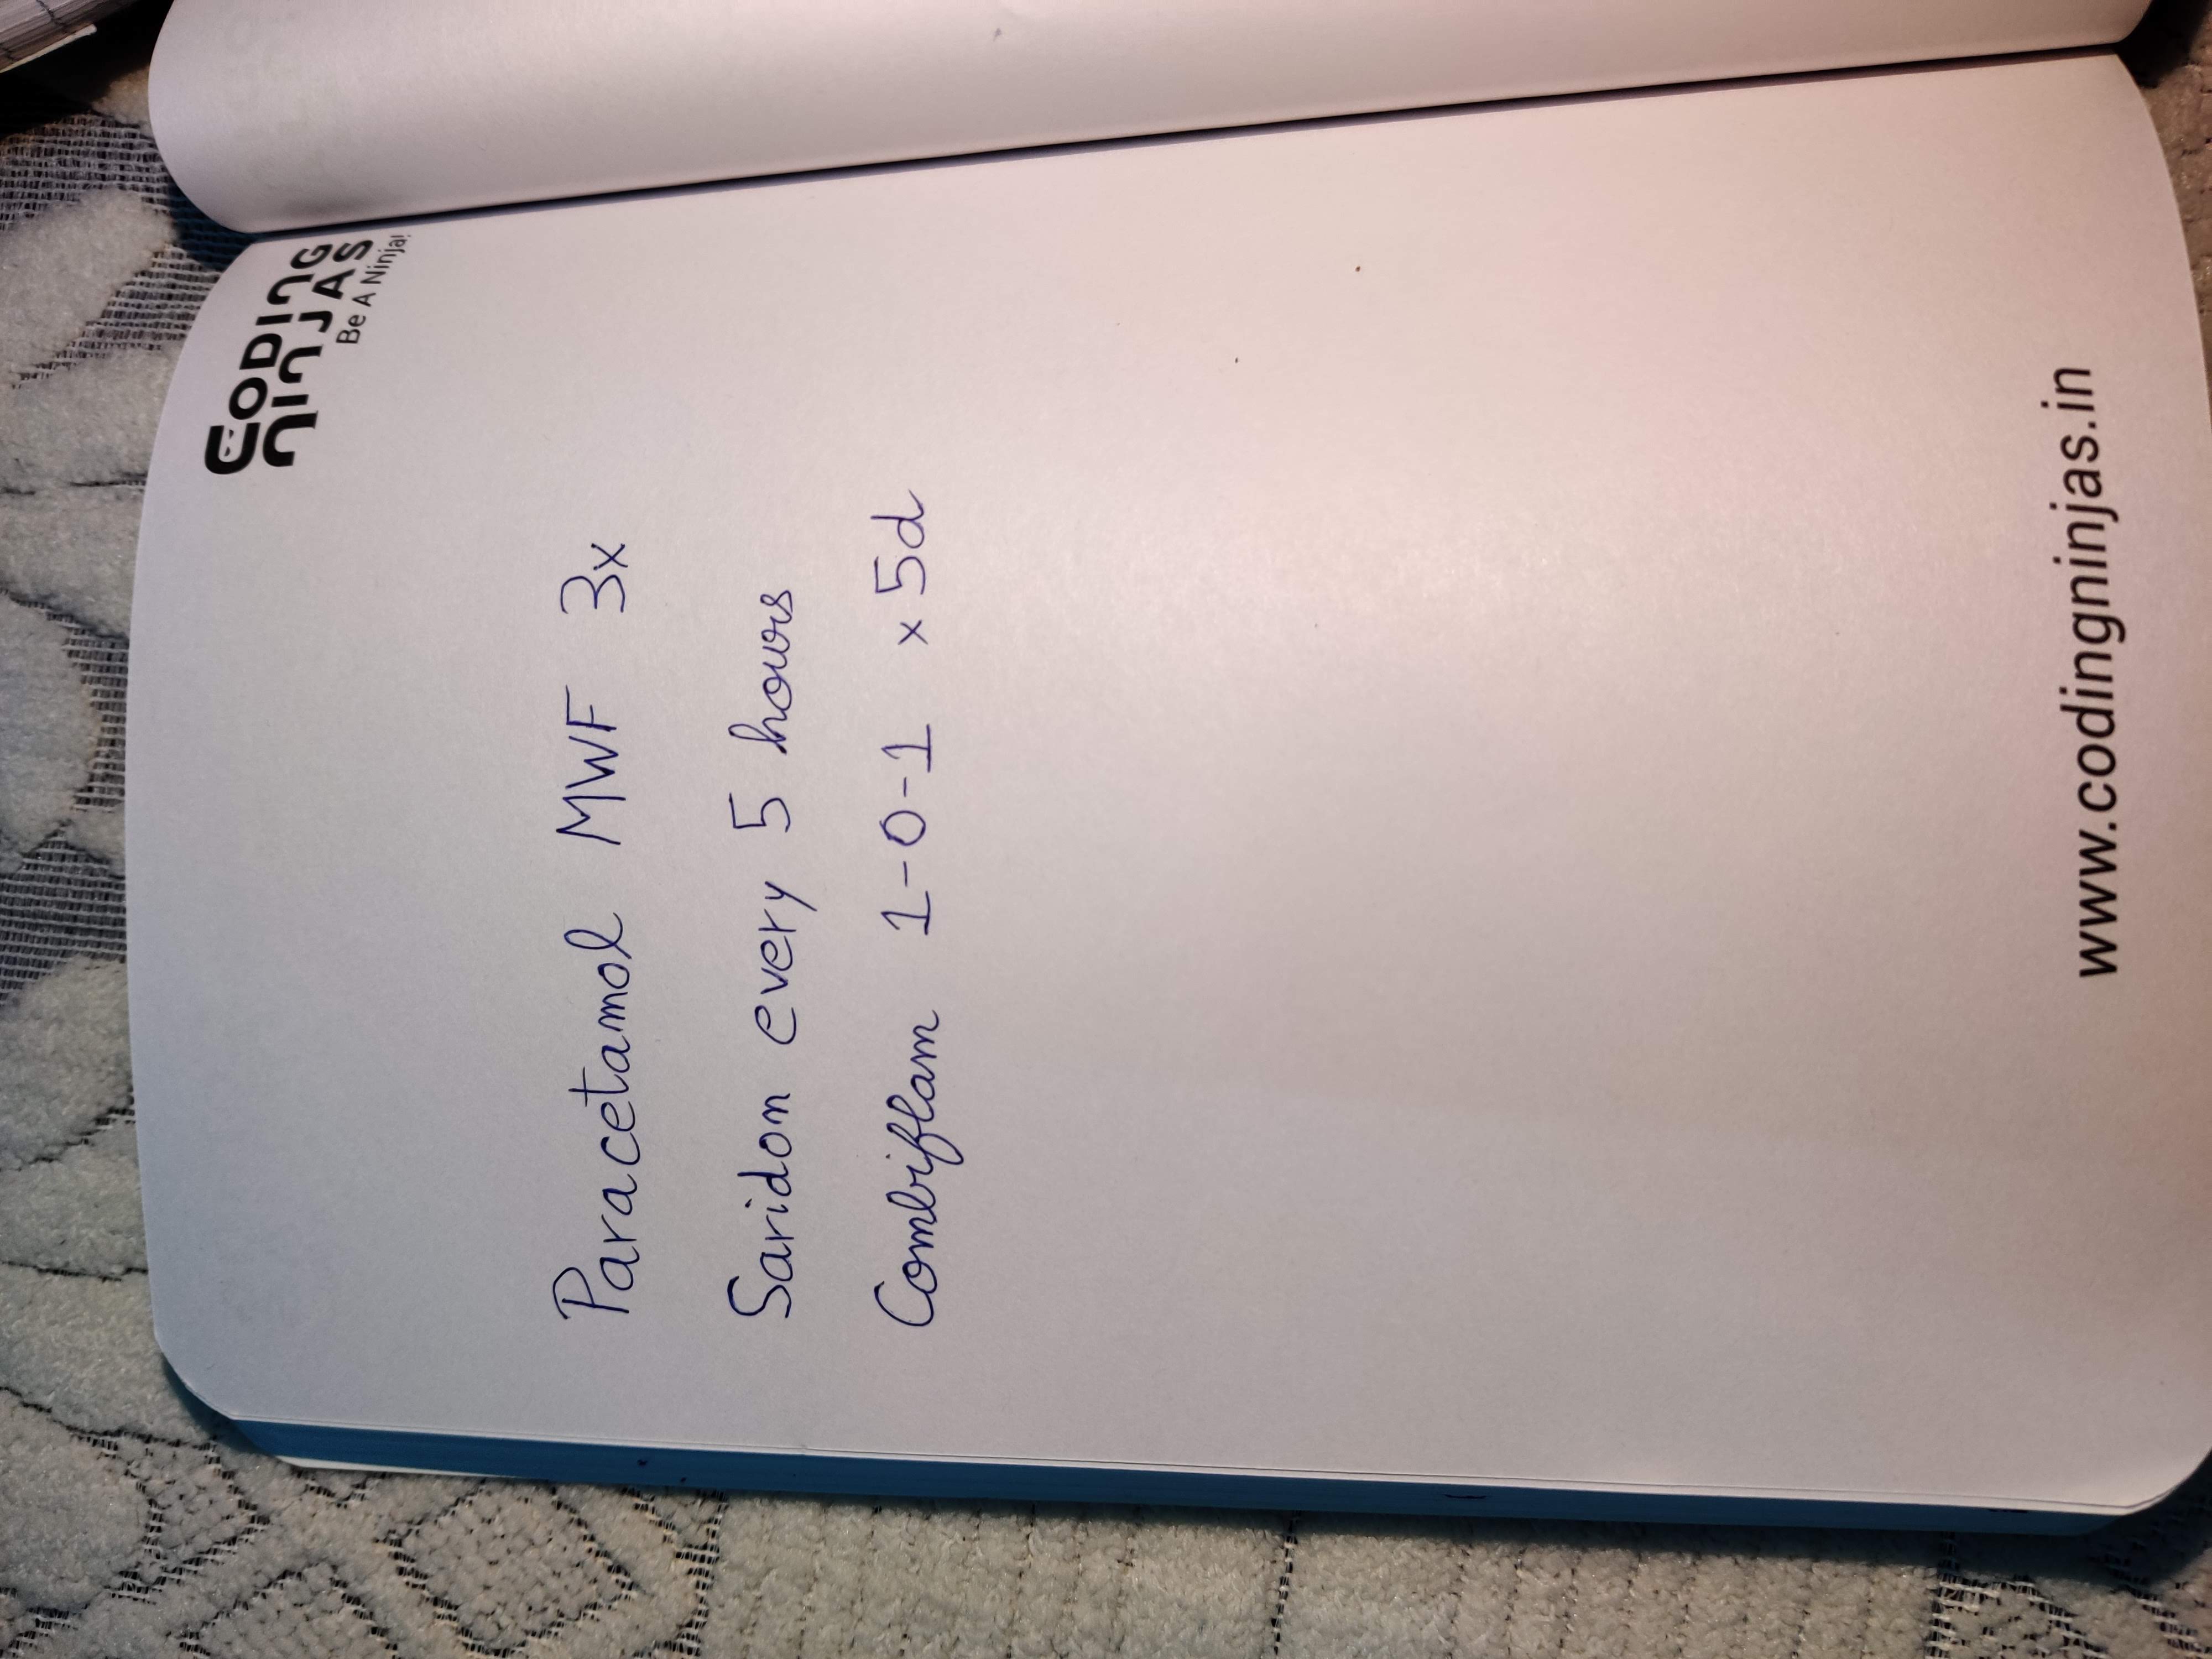 CODING
NINJAS
Be A Ninja!
Paracetamol MWF 3x
Saridon every 5 hours
Combiflam 1-0-1 x 5d
www.codingninjas.in